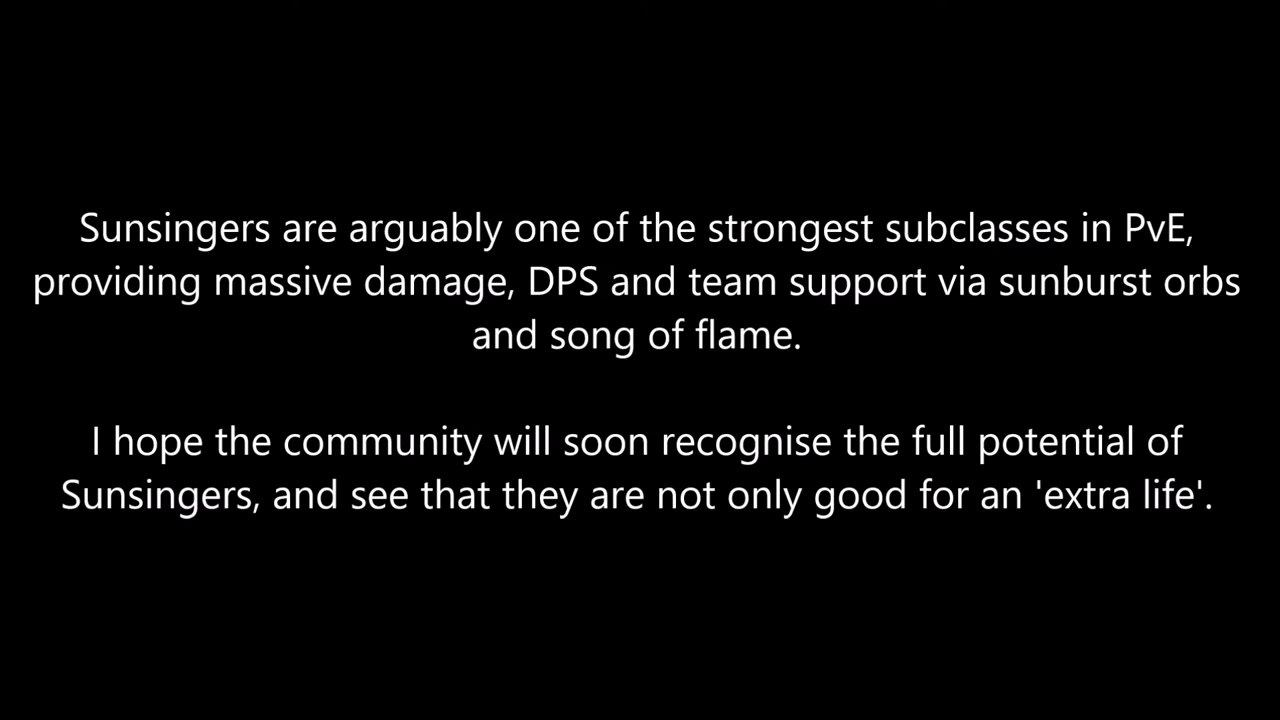 Sunsingers are arguably one of the strongest subclasses in PvE,
providing massive damage, DPS and team support via sunburst orbs
and song of flame.
I hope the community will soon recognise the full potential of
Sunsingers, and see that they are not only good for an 'extra life'.